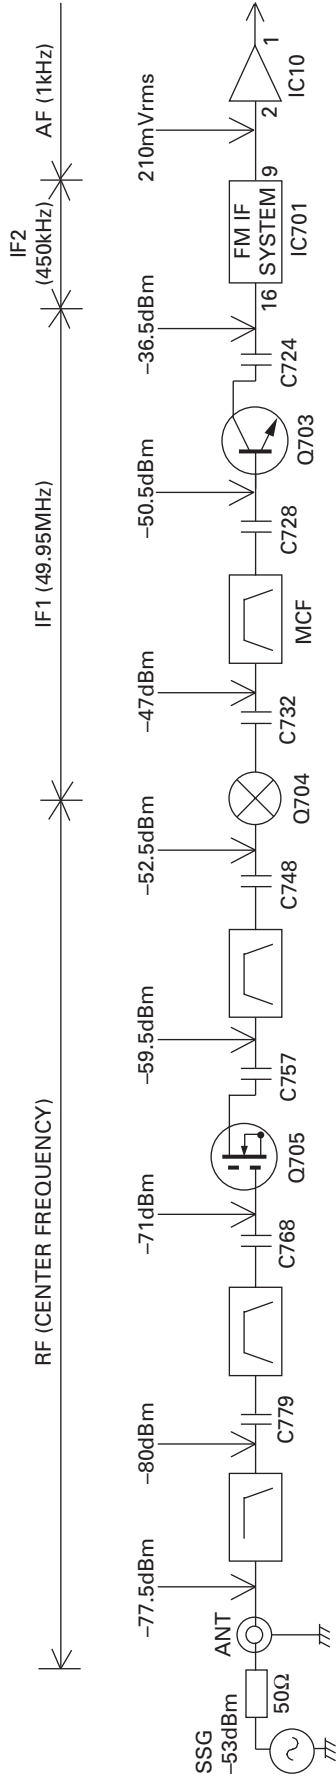 RF (CENTER FREQUENCY)
IF1 (49.95MHz)
IF2
(450kHz)
AF (1kHz)
–77.5dBm
–80dBm
–71dBm
–59.5dBm
–52.5dBm
–47dBm
–50.5dBm
–36.5dBm
210mVrms
SSG
–53dBm
50Ω
ANT
C779
C768
Q705
C757
C748
Q704
C732
MCF
C728
Q703
C724
16
FM IF
SYSTEM
IC701
9
2
IC10
1